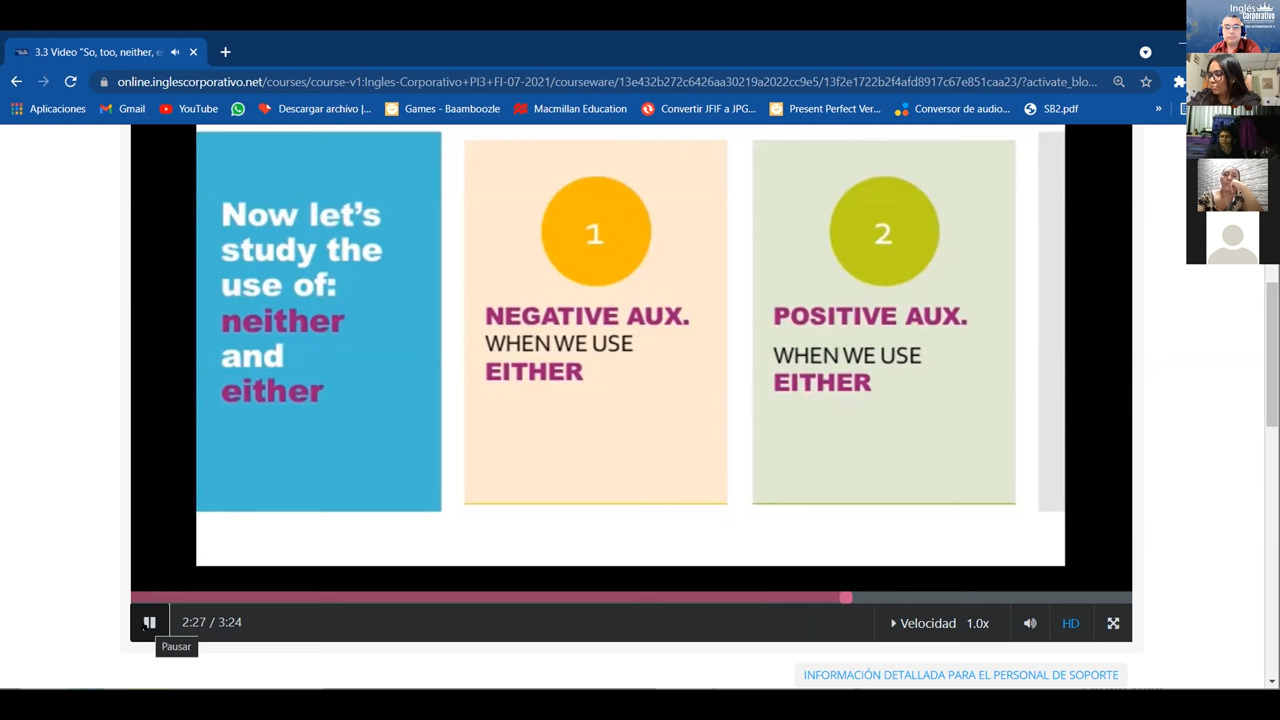 Inglés
Corporativo
3.3 Video "So, too, neither, ei
online.inglescorporativo.net/courses/course-v1:Ingles-Corporativo+PI3+FI-07-2021/courseware/13e432b272c6426aa30219a2022cc9e5/13f2e1722b2f4afd8917c67e851caa23/?activate_blo...
Aplicaciones
Gmail
YouTube
Descargar archivo |...
Games - Baamboozle
Macmillan Education
Convertir JFIF a JPG...
Present Perfect Ver...
Conversor de audio...
SB2.pdf
»
Now let's
study the
use of:
neither
and
either
1
NEGATIVE AUX.
WHEN WE USE
EITHER
2
POSITIVE AUX.
WHEN WE USE
EITHER
2:27 / 3:24
Velocidad 1.0x
HD
Pausar
INFORMACIÓN DETALLADA PARA EL PERSONAL DE SOPORTE